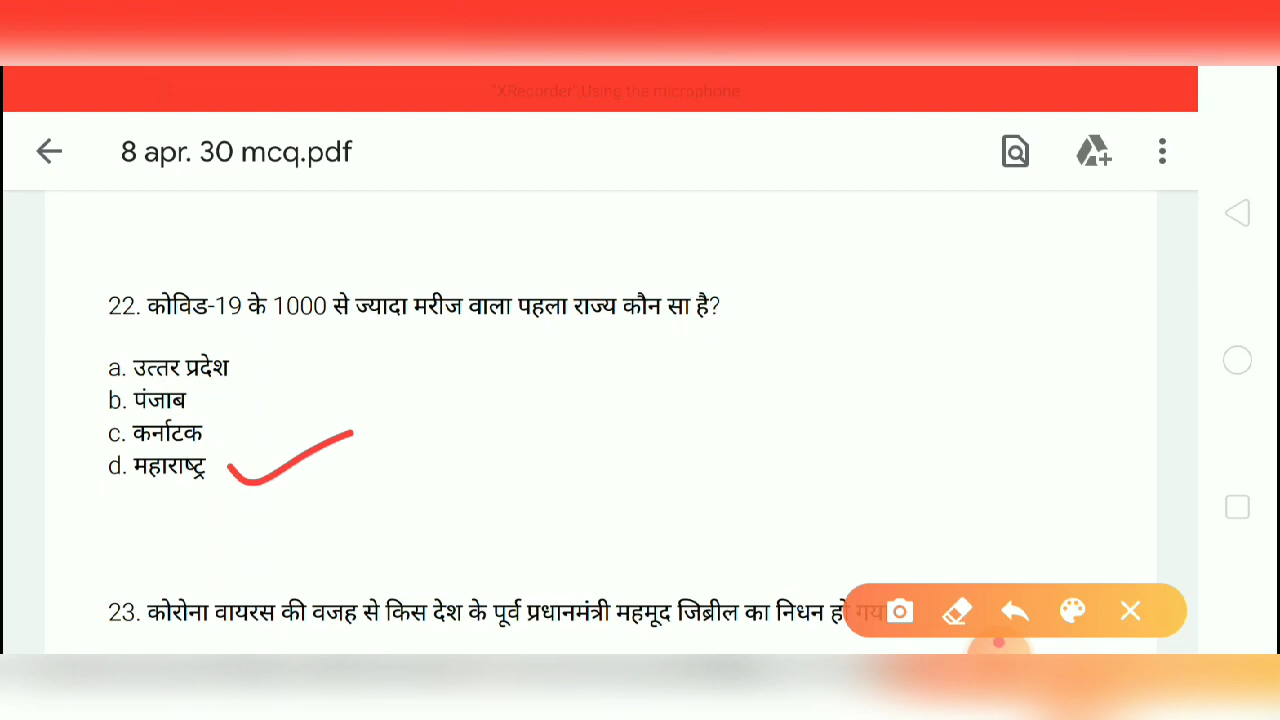 "XRecorder" Using the microphone
8 apr. 30 mcq.pdf
22. कोविड-19 के 1000 से ज्यादा मरीज वाला पहला राज्य कौन सा है?
a. उत्तर प्रदेश
b. पंजाब
c. कर्नाटक
d. महाराष्ट्र
23. कोरोना वायरस की वजह से किस देश के पूर्व प्रधानमंत्री महमूद जिब्रील का निधन हो गया